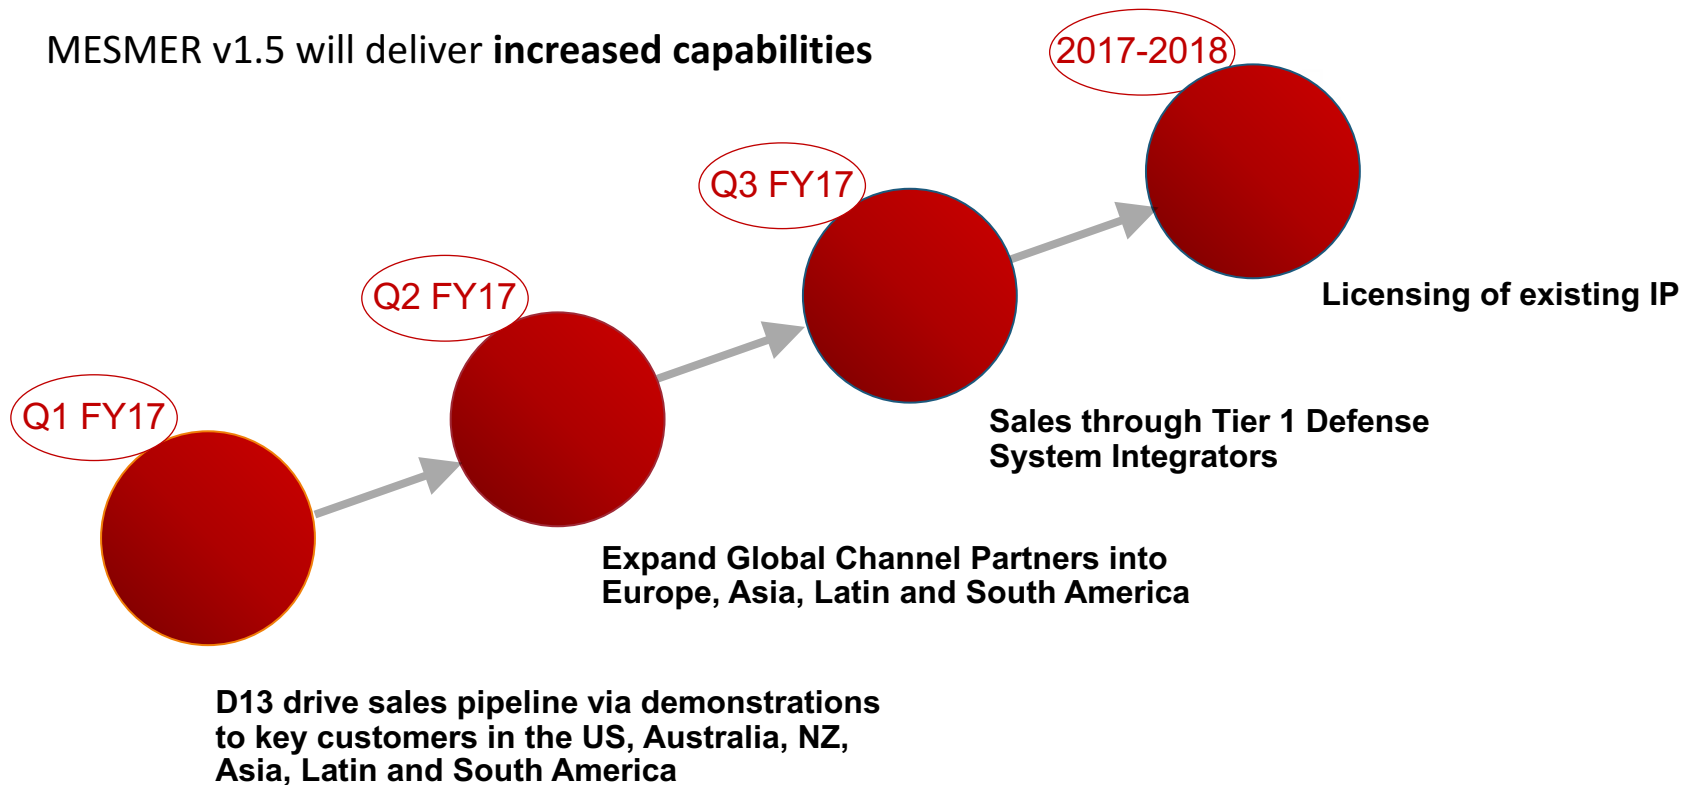 MESMER v1.5 will deliver increased capabilities
2017-2018
Q3 FY17
Q2 FY17
Licensing of existing IP
Q1 FY17
Sales through Tier 1 Defense
System Integrators
Expand Global Channel Partners into
Europe, Asia, Latin and South America
D13 drive sales pipeline via demonstrations
to key customers in the US, Australia, NZ,
Asia, Latin and South America